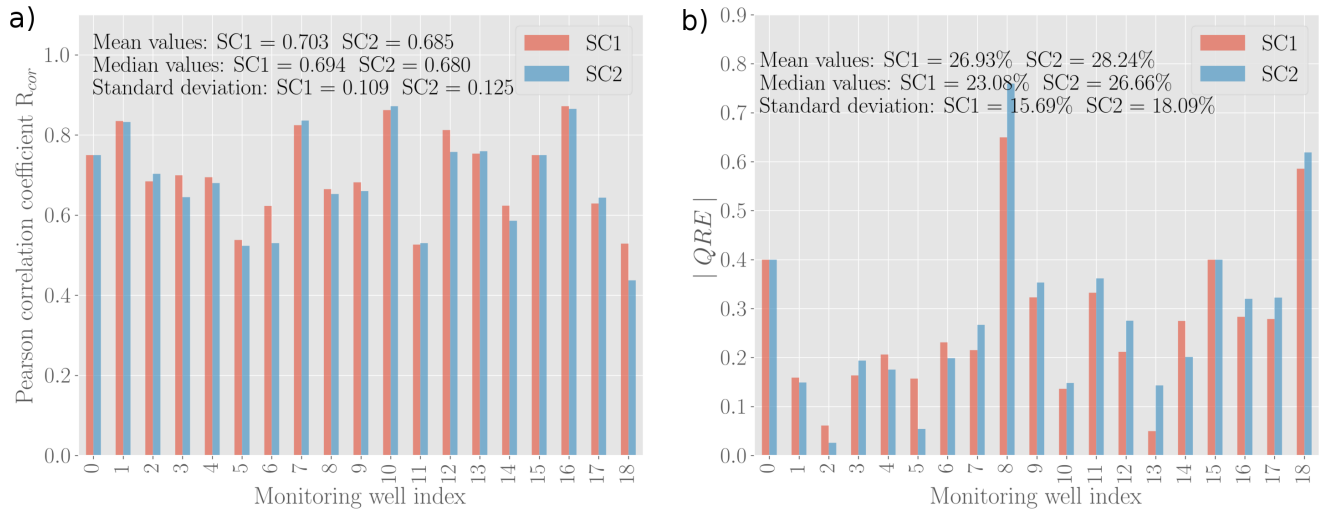 a)
Mean values: SC1 = 0.703 SC2 = 0.685
Median values: SC1 = 0.694 SC2 = 0.680
Standard deviation: SC1 = 0.109 SC2 = 0.125
SC1
SC2
Pearson correlation coefficient R_cor
1.0
0.8
0.6
0.4
0.2
0.0
0 1 2 3 4 5 6 7 8 9 10 11 12 13 14 15 16 17 18
Monitoring well index
b)
Mean values: SC1 = 26.93% SC2 = 28.24%
Median values: SC1 = 23.08% SC2 = 26.66%
Standard deviation: SC1 = 15.69% SC2 = 18.09%
SC1
SC2
| QRE |
0.9
0.8
0.7
0.6
0.5
0.4
0.3
0.2
0.1
0.0
0 1 2 3 4 5 6 7 8 9 10 11 12 13 14 15 16 17 18
Monitoring well index